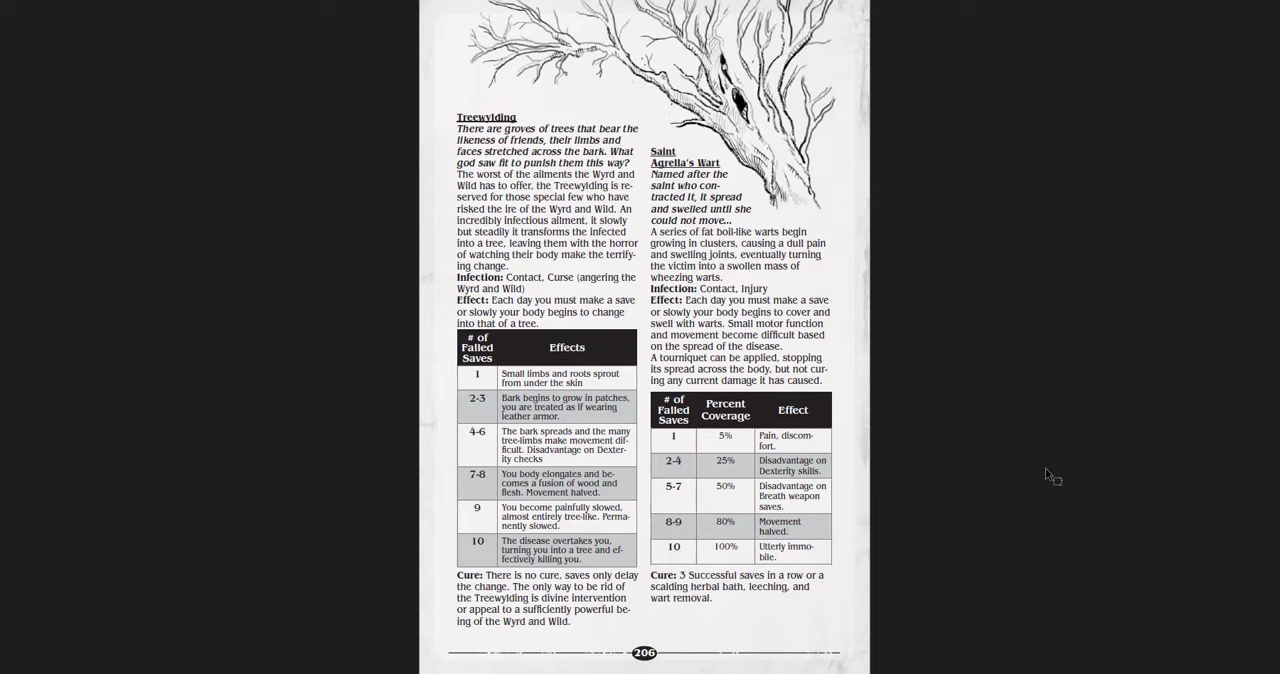 Treewylding
There are groves of trees that bear the
likeness of friends, their limbs and
faces stretched across the bark. What
god saw fit to punish them this way?
The worst of the ailments the Wyrd and
Wild has to offer, the Treewylding is re-
served for those special few who have
risked the ire of the Wyrd and Wild. An
incredibly infectious ailment, it slowly
but steadily it transforms the infected
into a tree, leaving them with the horror
of watching their body make the terrify-
ing change.
Infection: Contact, Curse (angering the
Wyrd and Wild)
Effect: Each day you must make a save
or slowly your body begins to change
into that of a tree.
# of
Failed
Saves
Effects
1
Small limbs and roots sprout
from under the skin
2-3
Bark begins to grow in patches,
you are treated as if wearing
leather armor.
4-6
The bark spreads and the many
tree-limbs make movement dif-
ficult. Disadvantage on Dexter-
ity checks
7-8
You body elongates and be-
comes a fusion of wood and
flesh. Movement halved.
9
You become painfully slowed,
almost entirely tree-like. Perma-
nently slowed.
10
The disease overtakes you,
turning you into a tree and ef-
fectively killing you.
Cure: There is no cure, saves only delay
the change. The only way to be rid of
the Treewylding is divine intervention
or appeal to a sufficiently powerful be-
ing of the Wyrd and Wild.
Saint
Agrella's Wart
Named after the
saint who con-
tracted it, it spread
and swelled until she
could not move...
A series of fat boil-like warts begin
growing in clusters, causing a dull pain
and swelling joints, eventually turning
the victim into a swollen mass of
wheezing warts.
Infection: Contact, Injury
Effect: Each day you must make a save
or slowly your body begins to cover and
swell with warts. Small motor function
and movement become difficult based
on the spread of the disease.
A tourniquet can be applied, stopping
its spread across the body, but not cur-
ing any current damage it has caused.
# of
Failed
Saves
Percent
Coverage
Effect
1
5%
Pain, discom-
fort.
2-4
25%
Disadvantage on
Dexterity skills.
5-7
50%
Disadvantage on
Breath weapon
saves.
8-9
80%
Movement
halved.
10
100%
Utterly immo-
bile.
Cure: 3 Successful saves in a row or a
scalding herbal bath, leeching, and
wart removal.
206